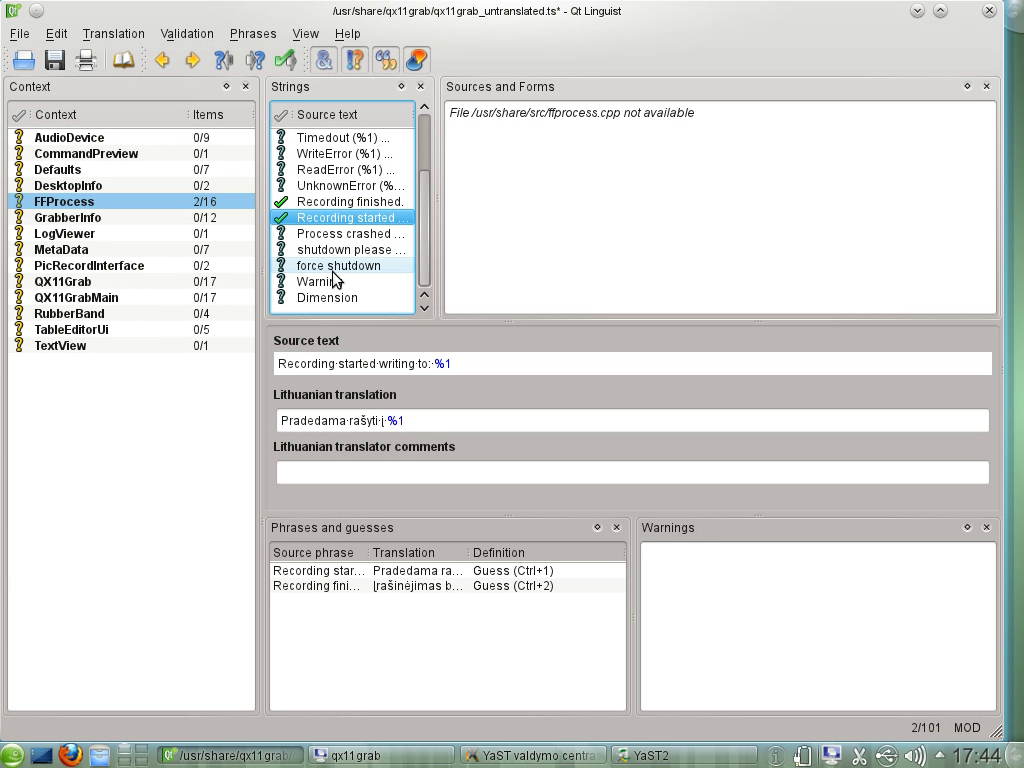 /usr/share/qx11grab/qx11grab_untranslated.ts* - Qt Linguist
File Edit Translation Validation Phrases View Help
Context
Context Items
AudioDevice 0/9
CommandPreview 0/1
Defaults 0/7
DesktopInfo 0/2
FFProcess 2/16
GrabberInfo 0/12
LogViewer 0/1
MetaData 0/7
PicRecordInterface 0/2
QX11Grab 0/17
QX11GrabMain 0/17
RubberBand 0/4
TableEditorUi 0/5
TextView 0/1
Strings
Source text
Timedout (%1) ...
WriteError (%1) ...
ReadError (%1) ...
UnknownError (%...
Recording finished.
Recording started ...
Process crashed ...
shutdown please ...
force shutdown
Warnin
Dimension
Sources and Forms
File /usr/share/src/ffprocess.cpp not available
Source text
Recording·started·writing·to:·%1
Lithuanian translation
Pradedama·rašyti·į·%1
Lithuanian translator comments
Phrases and guesses
Source phrase Translation Definition
Recording star... Pradedama ra... Guess (Ctrl+1)
Recording fini... Įrašinėjimas b... Guess (Ctrl+2)
Warnings
2/101 MOD
/usr/share/qx11grab/ qx11grab YaST valdymo centra YaST2 17:44